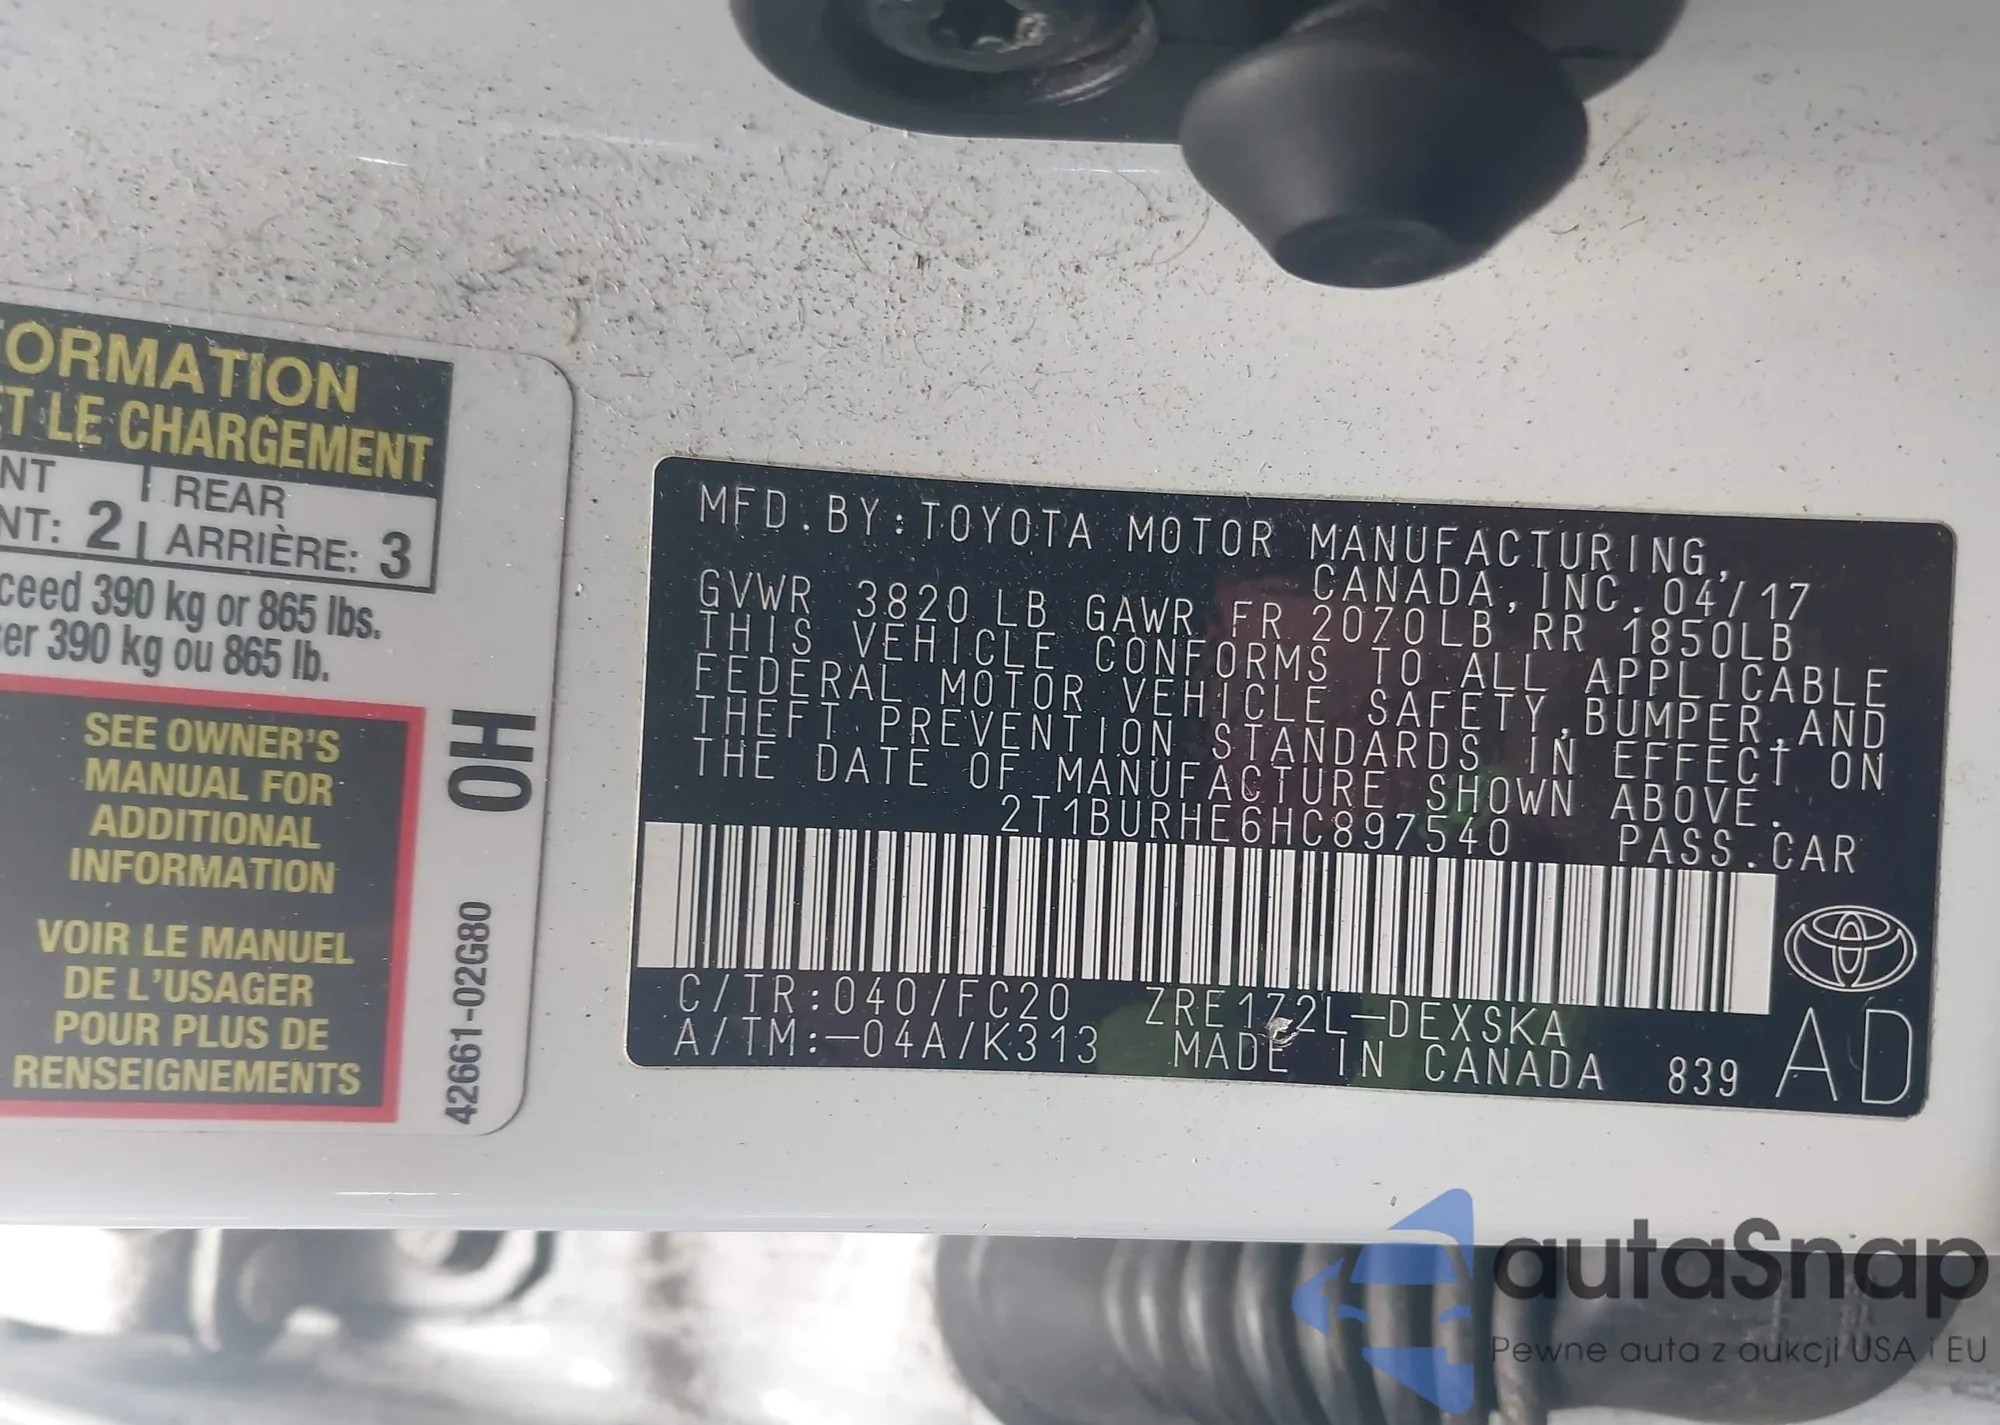 ORMATION
ET LE CHARGEMENT
NT REAR
NT: 2 ARRIÈRE: 3
ceed 390 kg or 865 lbs.
er 390 kg ou 865 lb.
SEE OWNER'S
MANUAL FOR
ADDITIONAL
INFORMATION
VOIR LE MANUEL
DE L'USAGER
POUR PLUS DE
RENSEIGNEMENTS
0H
42661-02G80
MFD.BY:TOYOTA MOTOR MANUFACTURING,
CANADA,INC. 04/17
GVWR 3820LB GAWR FR 2070LB RR 1850LB
THIS VEHICLE CONFORMS TO ALL APPLICABLE
FEDERAL MOTOR VEHICLE SAFETY,BUMPER,AND
THEFT PREVENTION STANDARDS IN EFFECT ON
THE DATE OF MANUFACTURE SHOWN ABOVE.
2T1BURHE6HC897540 PASS.CAR
C/TR:040/FC20 ZRE172L-DEXSKA
A/TM:-04A/K313 MADE IN CANADA 839 AD
autaSnap
Pewne auta z aukcji USA i EU